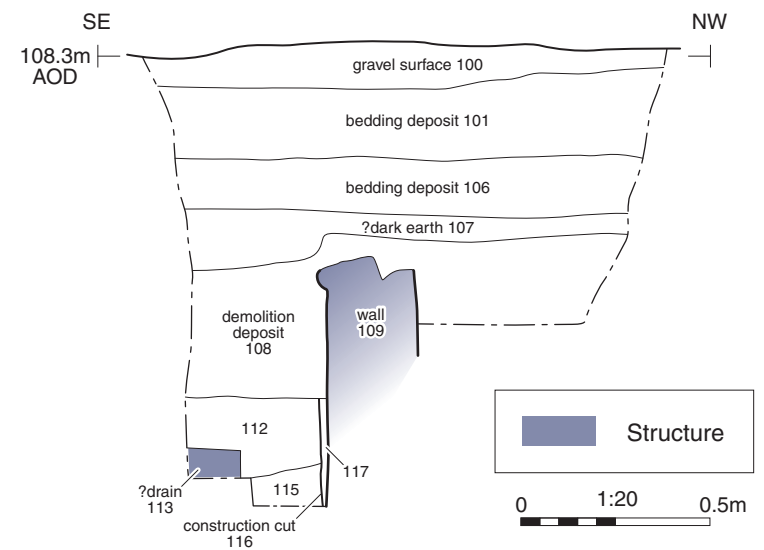 SE
NW
108.3m
AOD
gravel surface 100
bedding deposit 101
bedding deposit 106
?dark earth 107
demolition
deposit
108
wall
109
112
117
?drain
113
115
construction cut
116
Structure
0
1:20
0.5m